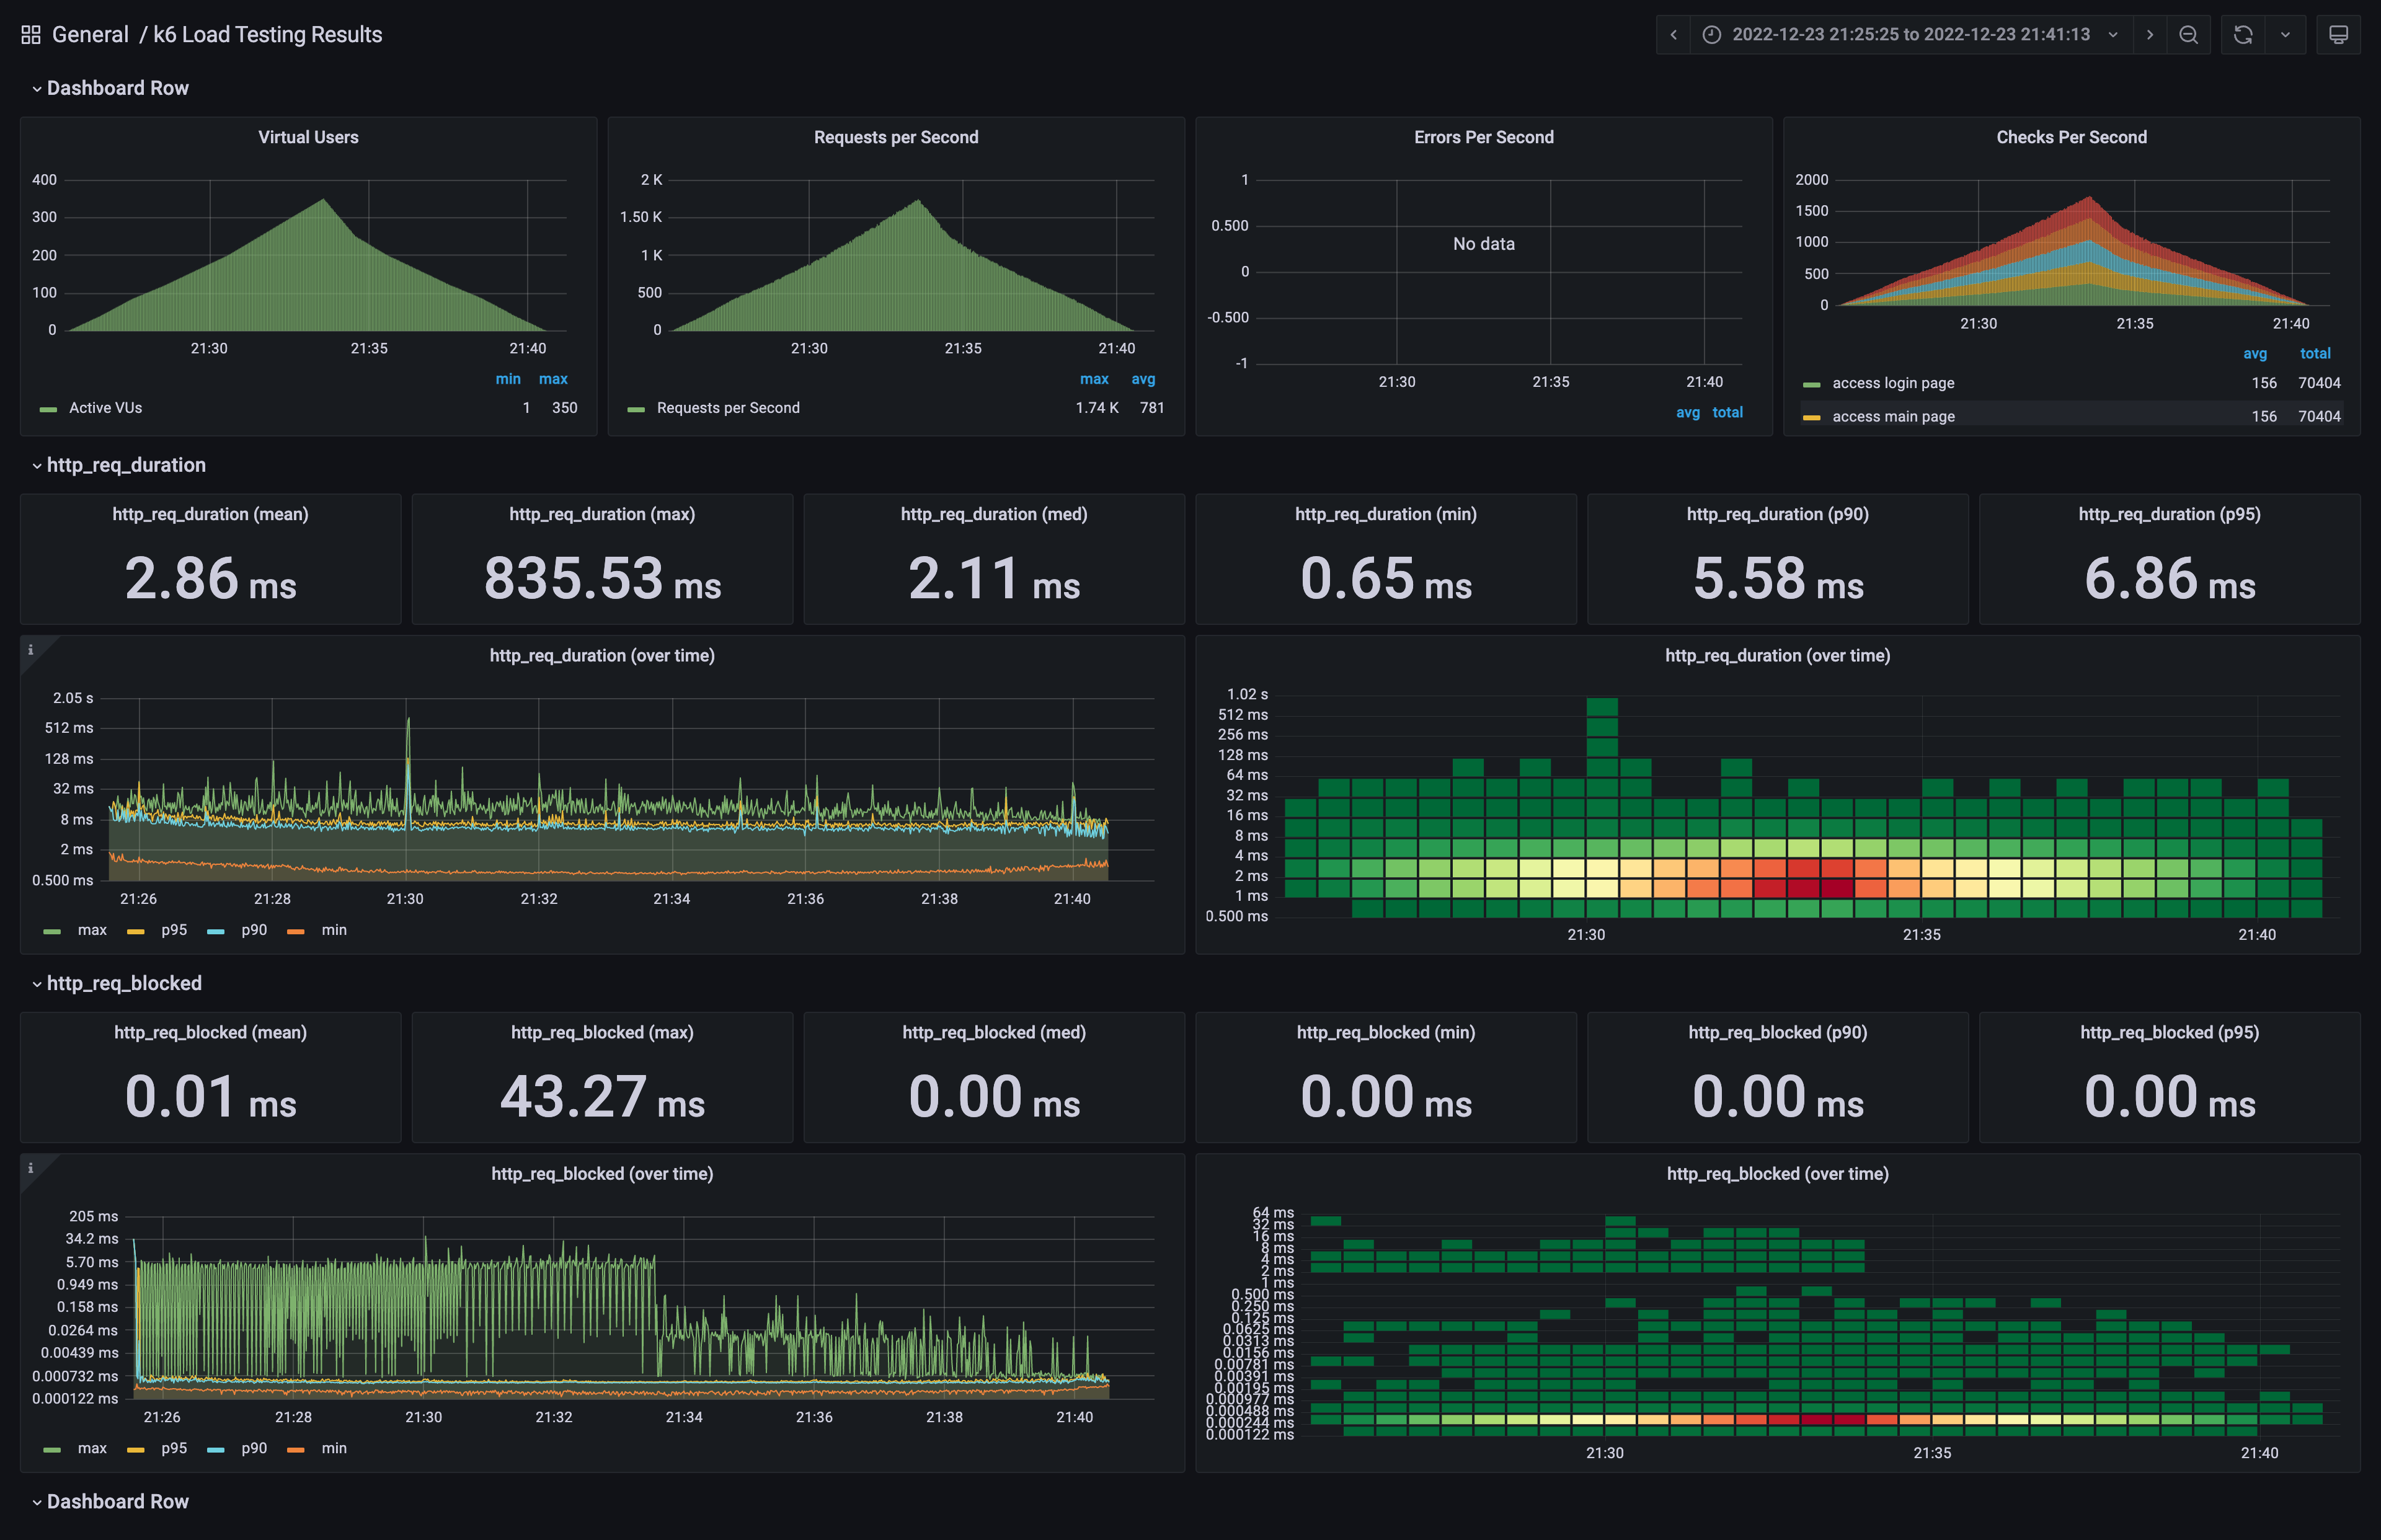 General / k6 Load Testing Results
2022-12-23 21:25:25 to 2022-12-23 21:41:13
Dashboard Row
Virtual Users
400
300
200
100
0
21:30 21:35 21:40
min max
Active VUs 1 350
Requests per Second
2 K
1.50 K
1 K
500
0
21:30 21:35 21:40
max avg
Requests per Second 1.74 K 781
Errors Per Second
1
0.500
0
-0.500
-1
No data
21:30 21:35 21:40
avg total
Checks Per Second
2000
1500
1000
500
0
21:30 21:35 21:40
avg total
access login page 156 70404
access main page 156 70404
http_req_duration
http_req_duration (mean)
2.86 ms
http_req_duration (max)
835.53 ms
http_req_duration (med)
2.11 ms
http_req_duration (min)
0.65 ms
http_req_duration (p90)
5.58 ms
http_req_duration (p95)
6.86 ms
http_req_duration (over time)
2.05 s
512 ms
128 ms
32 ms
8 ms
2 ms
0.500 ms
21:26 21:28 21:30 21:32 21:34 21:36 21:38 21:40
max p95 p90 min
http_req_duration (over time)
1.02 s
512 ms
256 ms
128 ms
64 ms
32 ms
16 ms
8 ms
4 ms
2 ms
1 ms
0.500 ms
21:30 21:35 21:40
http_req_blocked
http_req_blocked (mean)
0.01 ms
http_req_blocked (max)
43.27 ms
http_req_blocked (med)
0.00 ms
http_req_blocked (min)
0.00 ms
http_req_blocked (p90)
0.00 ms
http_req_blocked (p95)
0.00 ms
http_req_blocked (over time)
205 ms
34.2 ms
5.70 ms
0.949 ms
0.158 ms
0.0264 ms
0.00439 ms
0.000732 ms
0.000122 ms
21:26 21:28 21:30 21:32 21:34 21:36 21:38 21:40
max p95 p90 min
http_req_blocked (over time)
64 ms
32 ms
16 ms
8 ms
4 ms
2 ms
1 ms
0.500 ms
0.250 ms
0.125 ms
0.0625 ms
0.0313 ms
0.0156 ms
0.00781 ms
0.00391 ms
0.00195 ms
0.000977 ms
0.000488 ms
0.000244 ms
0.000122 ms
21:30 21:35 21:40
Dashboard Row